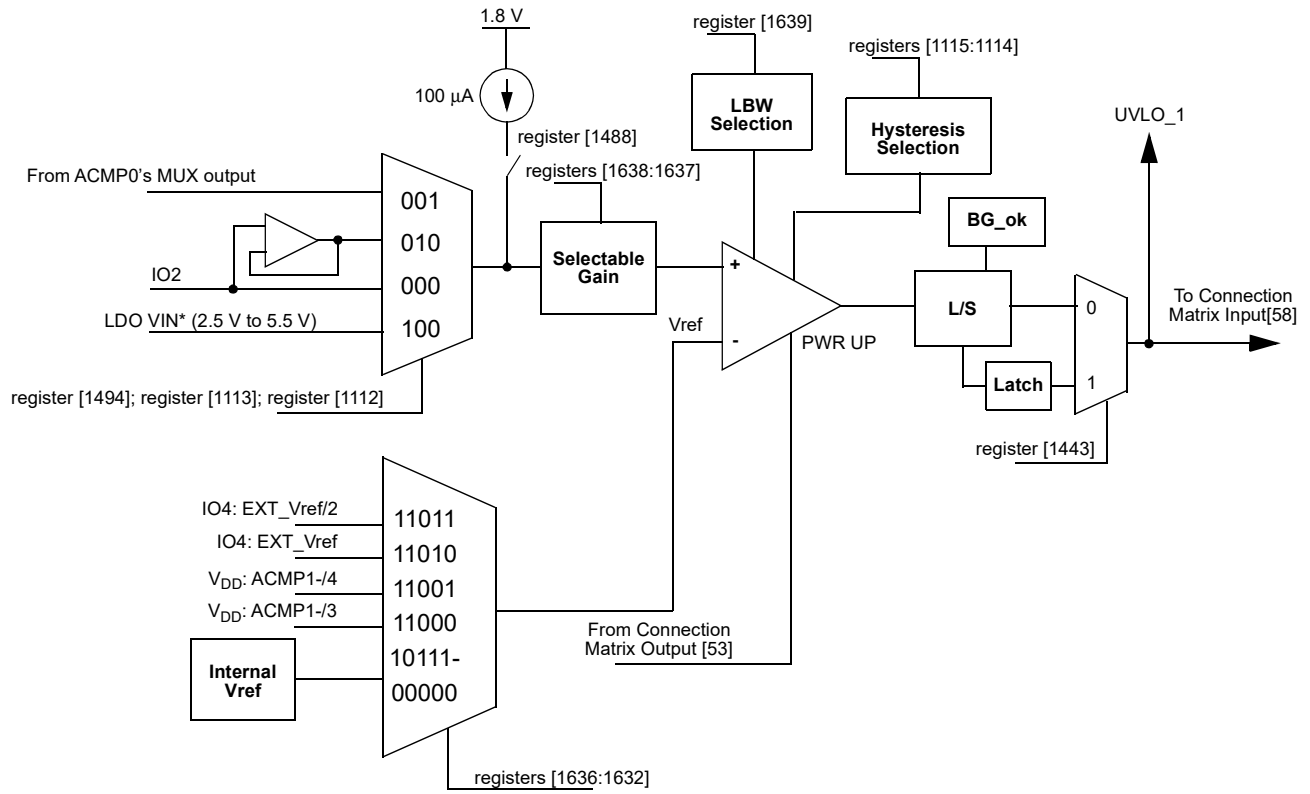 1.8 V
register [1639]
registers [1115:1114]
100 µA
LBW
Selection
Hysteresis
Selection
UVLO_1
register [1488]
registers [1638:1637]
From ACMP0's MUX output
001
010
000
100
IO2
LDO VIN* (2.5 V to 5.5 V)
Selectable
Gain
+
-
Vref
PWR UP
BG_ok
L/S
Latch
0
1
To Connection
Matrix Input[58]
register [1494]; register [1113]; register [1112]
register [1443]
IO4: EXT_Vref/2
11011
IO4: EXT_Vref
11010
VDD: ACMP1-/4
11001
VDD: ACMP1-/3
11000
10111-
00000
Internal
Vref
From Connection
Matrix Output [53]
registers [1636:1632]